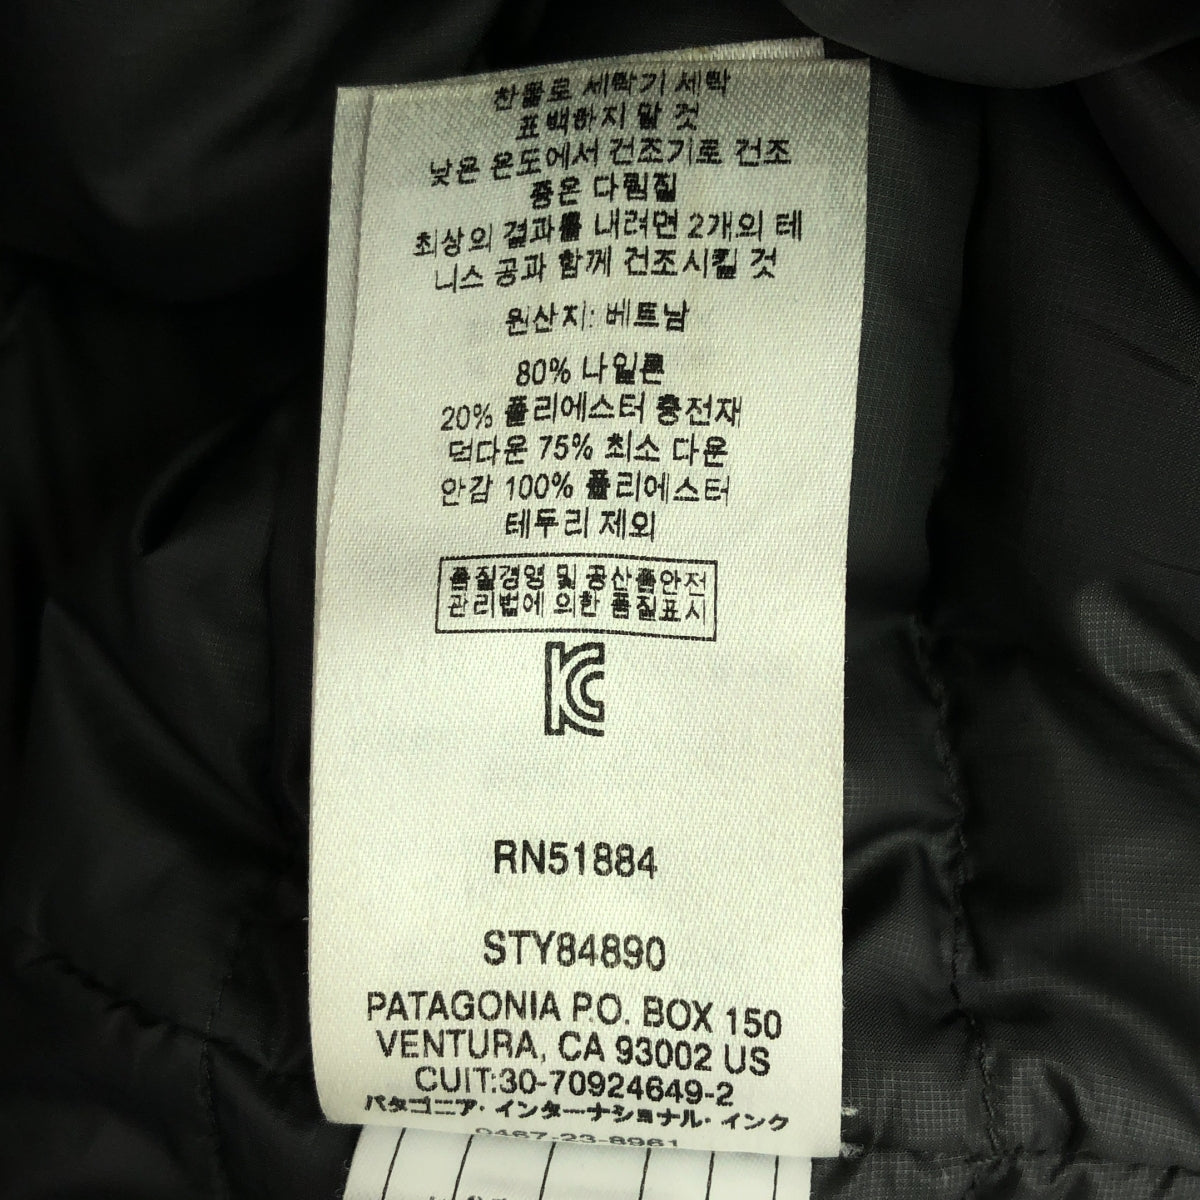 찬물로 세탁기 세탁
표백하지 말 것
낮은 온도에서 건조기로 건조
좋은 다림질
최상의 결과를 내려면 2개의 테
니스 공과 함께 건조시킬 것
원산지: 베트남
80% 나일론
20% 폴리에스터 충전재
덕다운 75% 최소 다운
안감 100% 폴리에스터
테두리 제외
품질경영 및 공산품안전
관리법에 의한 품질표시
KC
RN51884
STY84890
PATAGONIA P.O. BOX 150
VENTURA, CA 93002 US
CUIT:30-70924649-2
パタゴニア・インターナショナル・インク
0467-23-8961